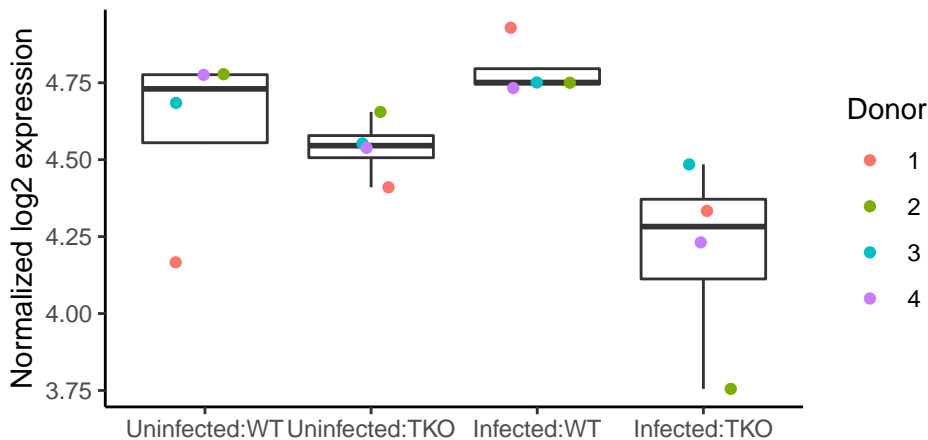 Normalized log2 expression
4.75
4.50
4.25
4.00
3.75
Uninfected:WT
Uninfected:TKO
Infected:WT
Infected:TKO
Donor
1
2
3
4